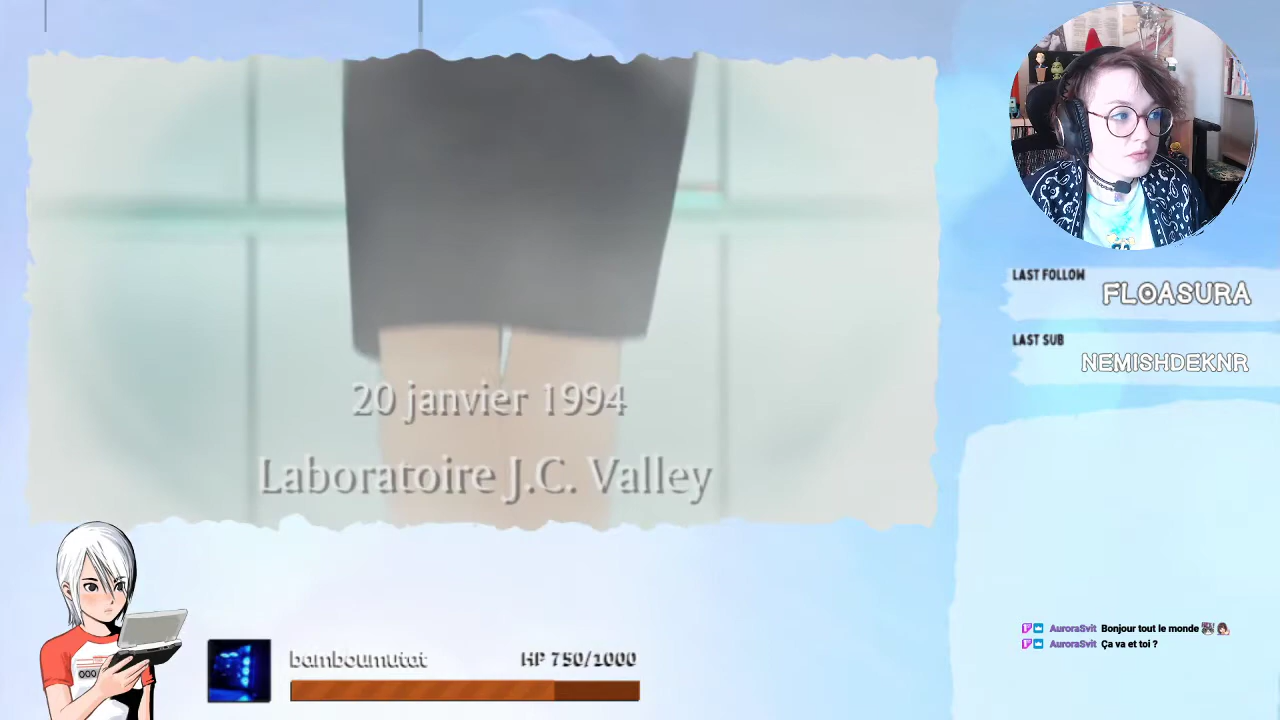 20 janvier 1994
Laboratoire J.C. Valley
LAST FOLLOW
FLOASURA
LAST SUB
NEMISHDEKNR
AuroraSvit Bonjour tout le monde
AuroraSvit Ça va et toi ?
bamboumutat HP 750/1000